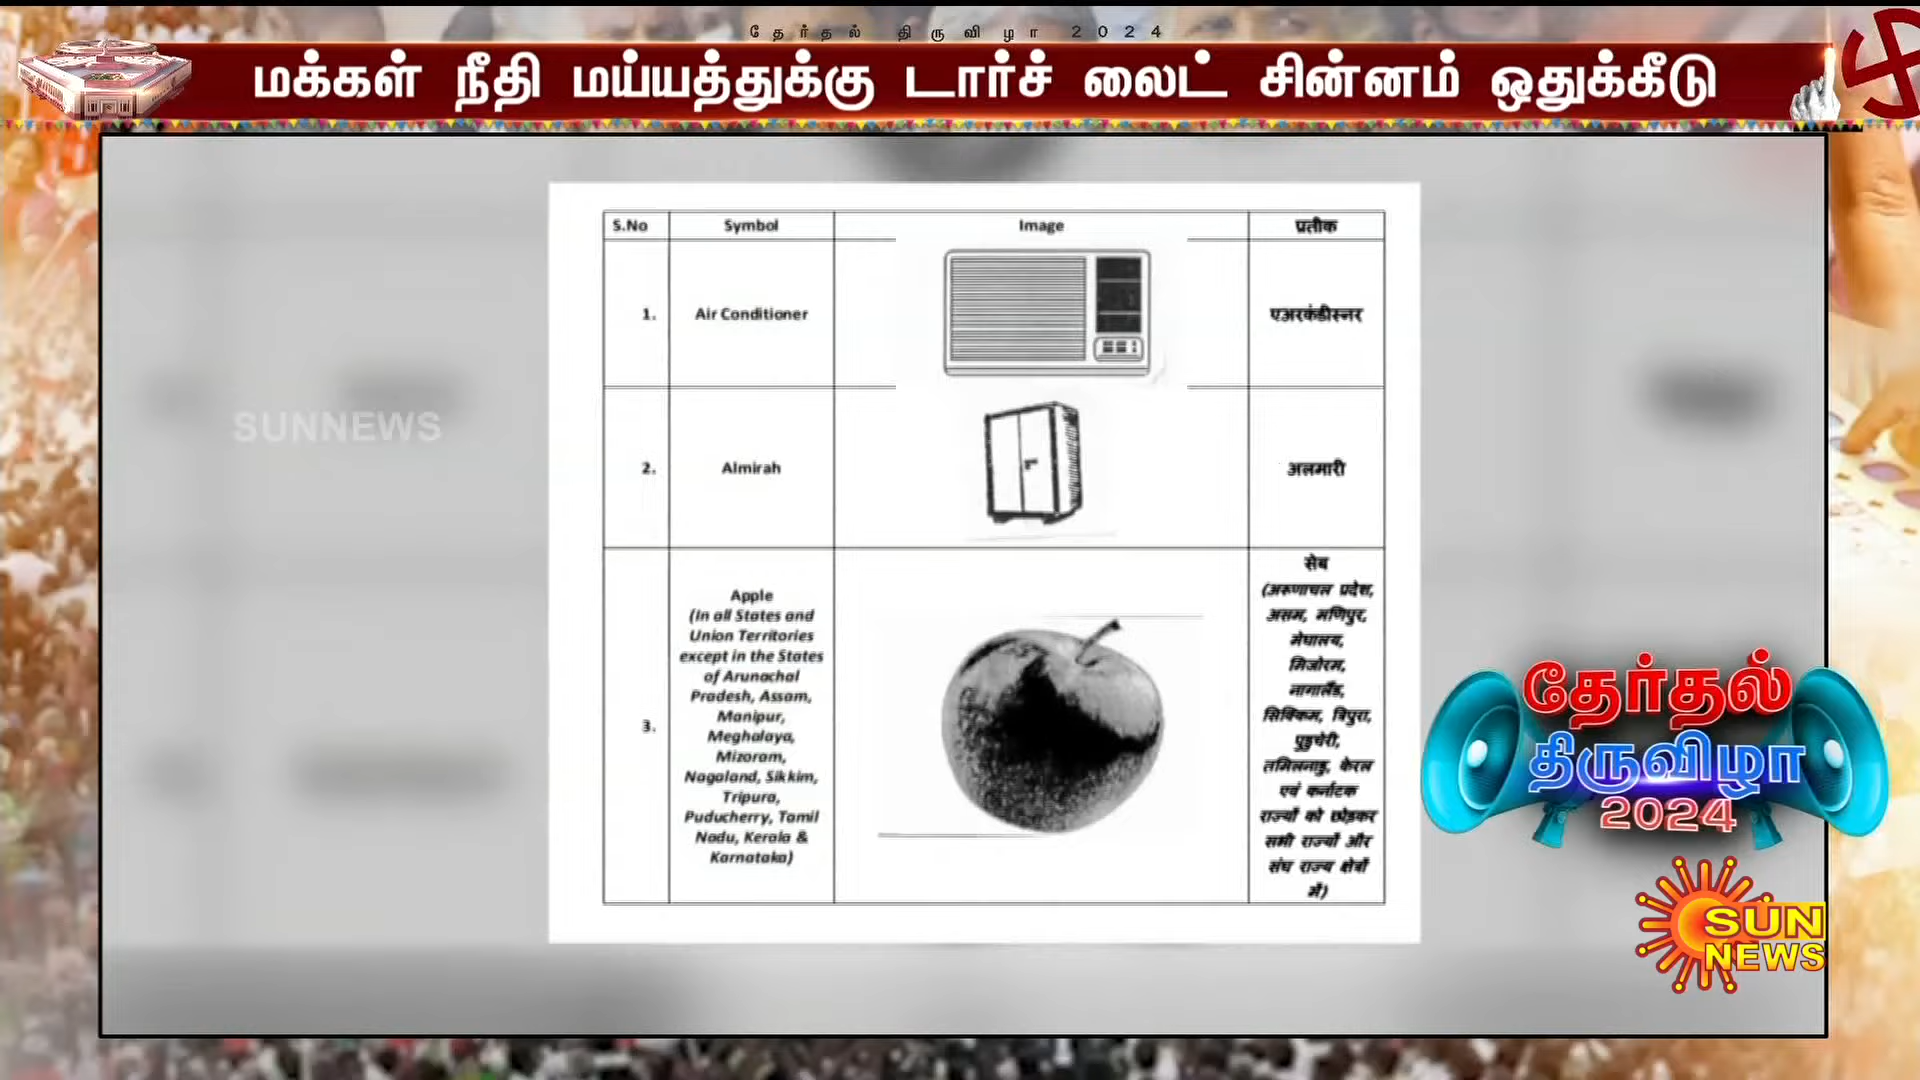 தேர்தல் திருவிழா 2024
மக்கள் நீதி மய்யத்துக்கு டார்ச் லைட் சின்னம் ஒதுக்கீடு
SUNNEWS
S.No Symbol Image प्रतीक
1. Air Conditioner एअरकंडीस्नर
2. Almirah अलमारी
3.
Apple
(In all States and
Union Territories
except in the States
of Arunachal
Pradesh, Assam,
Manipur,
Meghalaya,
Mizoram,
Nagaland, Sikkim,
Tripura,
Puducherry, Tamil
Nadu, Kerala &
Karnataka)
सेब
(अरूणाचल प्रदेश,
असम, मणिपुर,
मेघालय,
मिजोरम,
नागालैंड,
सिक्किम, त्रिपुरा,
पुडुचेरी,
तमिलनाडु, केरल
एवं कर्नाटक
राज्यों को छोड़कर
सभी राज्यों और
संघ राज्य क्षेत्रों
में)
தேர்தல்
திருவிழா
2024
SUN
NEWS